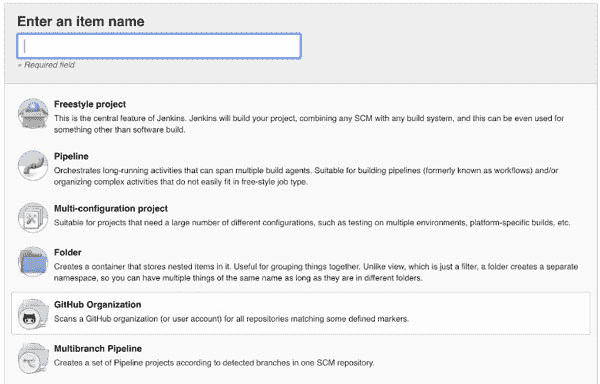 Enter an item name
» Required field
Freestyle project
This is the central feature of Jenkins. Jenkins will build your project, combining any SCM with any build system, and this can be even used for
something other than software build.
Pipeline
Orchestrates long-running activities that can span multiple build agents. Suitable for building pipelines (formerly known as workflows) and/or
organizing complex activities that do not easily fit in free-style job type.
Multi-configuration project
Suitable for projects that need a large number of different configurations, such as testing on multiple environments, platform-specific builds, etc.
Folder
Creates a container that stores nested items in it. Useful for grouping things together. Unlike view, which is just a filter, a folder creates a separate
namespace, so you can have multiple things of the same name as long as they are in different folders.
GitHub Organization
Scans a GitHub organization (or user account) for all repositories matching some defined markers.
Multibranch Pipeline
Creates a set of Pipeline projects according to detected branches in one SCM repository.